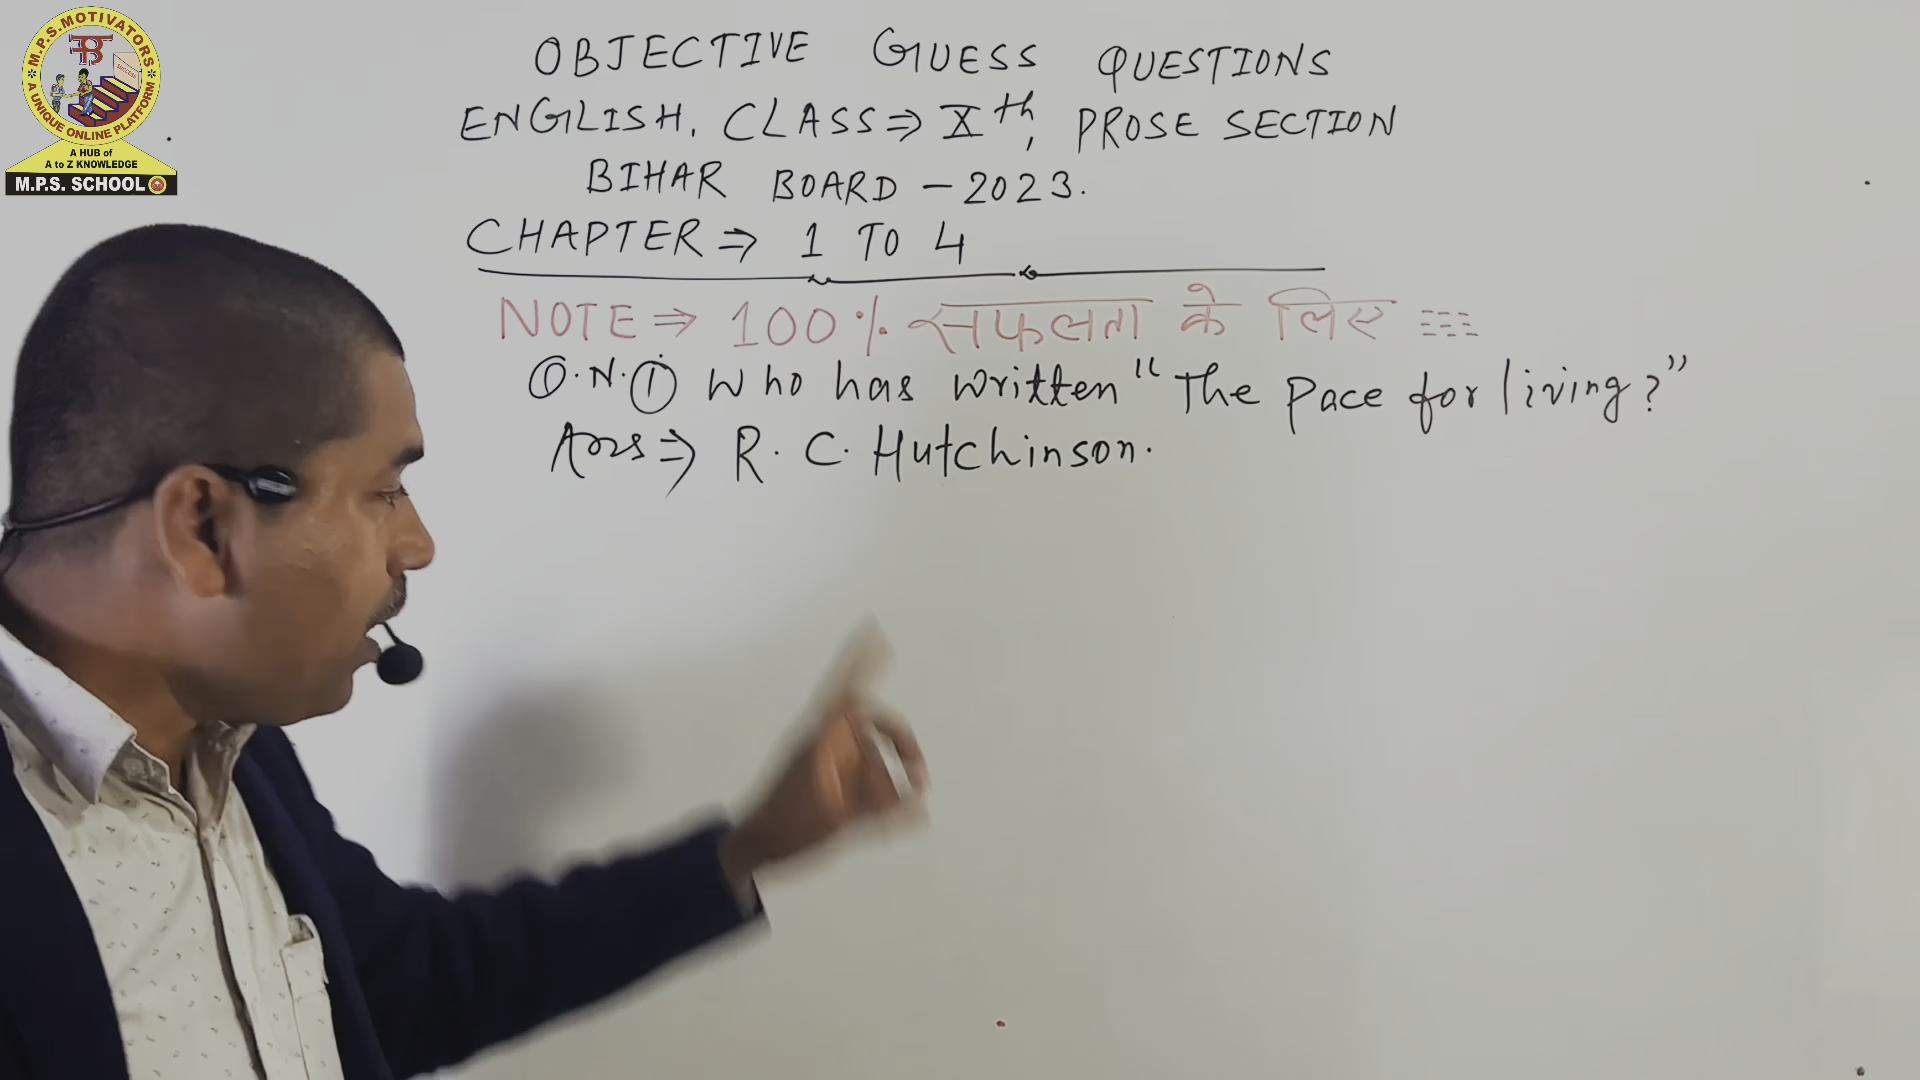 M.P.S. MOTIVATORS
SUCCESS
A UNIQUE ONLINE PLATFORM
A HUB of
A to Z KNOWLEDGE
M.P.S. SCHOOL
OBJECTIVE GUESS QUESTIONS
ENGLISH, CLASS ⇒ Xth, PROSE SECTION
BIHAR BOARD - 2023.
CHAPTER ⇒ 1 TO 4
NOTE ⇒ 100% सफलता के लिए
Q.N.① Who has written "The Pace for living?"
Ans ⇒ R. C. Hutchinson.